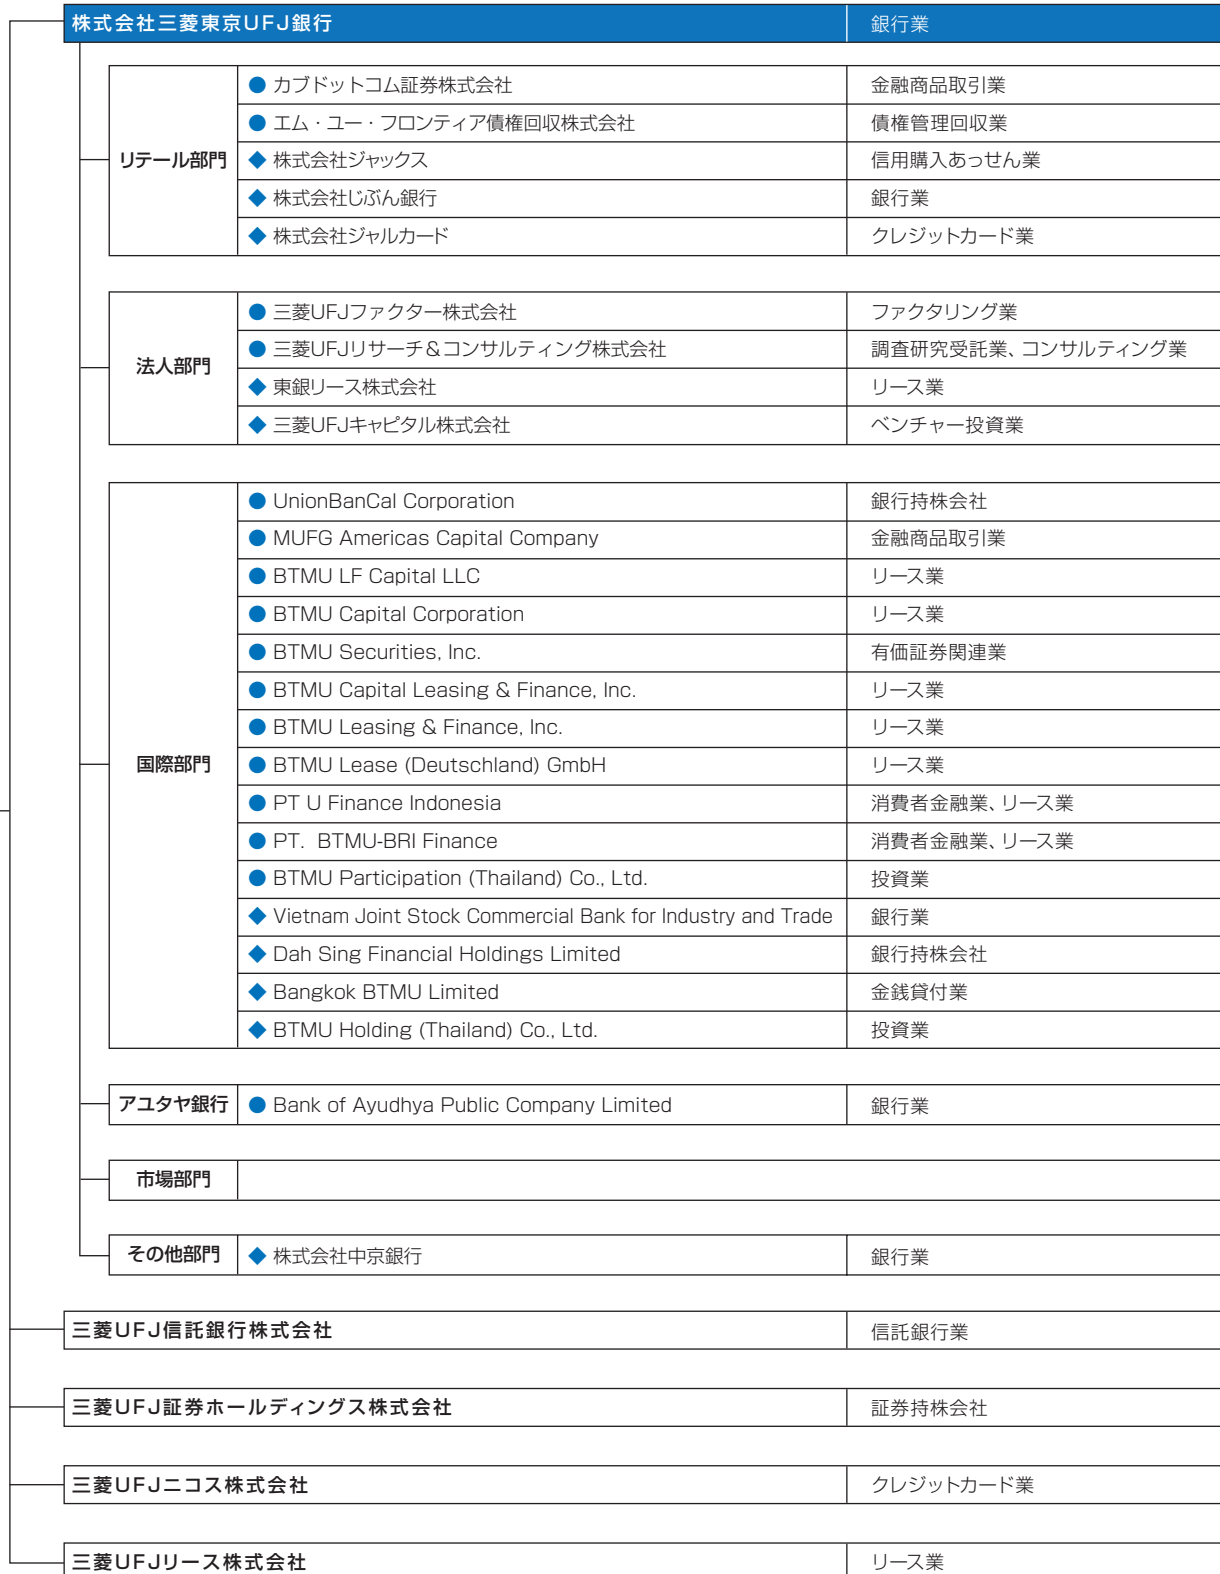 株式会社三菱東京UFJ銀行 銀行業
リテール部門
● カブドットコム証券株式会社 金融商品取引業
● エム・ユー・フロンティア債権回収株式会社 債権管理回収業
◆ 株式会社ジャックス 信用購入あっせん業
◆ 株式会社じぶん銀行 銀行業
◆ 株式会社ジャルカード クレジットカード業
法人部門
● 三菱UFJファクター株式会社 ファクタリング業
● 三菱UFJリサーチ＆コンサルティング株式会社 調査研究受託業、コンサルティング業
◆ 東銀リース株式会社 リース業
◆ 三菱UFJキャピタル株式会社 ベンチャー投資業
国際部門
● UnionBanCal Corporation 銀行持株会社
● MUFG Americas Capital Company 金融商品取引業
● BTMU LF Capital LLC リース業
● BTMU Capital Corporation リース業
● BTMU Securities, Inc. 有価証券関連業
● BTMU Capital Leasing & Finance, Inc. リース業
● BTMU Leasing & Finance, Inc. リース業
● BTMU Lease (Deutschland) GmbH リース業
● PT U Finance Indonesia 消費者金融業、リース業
● PT. BTMU-BRI Finance 消費者金融業、リース業
● BTMU Participation (Thailand) Co., Ltd. 投資業
◆ Vietnam Joint Stock Commercial Bank for Industry and Trade 銀行業
◆ Dah Sing Financial Holdings Limited 銀行持株会社
◆ Bangkok BTMU Limited 金銭貸付業
◆ BTMU Holding (Thailand) Co., Ltd. 投資業
アユタヤ銀行 ● Bank of Ayudhya Public Company Limited 銀行業
市場部門
その他部門 ◆ 株式会社中京銀行 銀行業
三菱UFJ信託銀行株式会社 信託銀行業
三菱UFJ証券ホールディングス株式会社 証券持株会社
三菱UFJニコス株式会社 クレジットカード業
三菱UFJリース株式会社 リース業